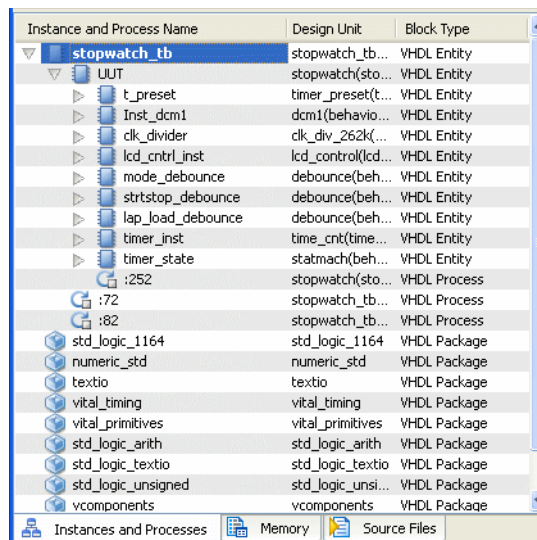 Instance and Process Name Design Unit Block Type
stopwatch_tb stopwatch_tb... VHDL Entity
UUT stopwatch(sto... VHDL Entity
t_preset timer_preset(t... VHDL Entity
Inst_dcm1 dcm1(behavio... VHDL Entity
clk_divider clk_div_262k(... VHDL Entity
lcd_cntrl_inst lcd_control(lcd... VHDL Entity
mode_debounce debounce(beh... VHDL Entity
strtstop_debounce debounce(beh... VHDL Entity
lap_load_debounce debounce(beh... VHDL Entity
timer_inst time_cnt(time... VHDL Entity
timer_state statmach(beh... VHDL Entity
:252 stopwatch(sto... VHDL Process
:72 stopwatch_tb... VHDL Process
:82 stopwatch_tb... VHDL Process
std_logic_1164 std_logic_1164 VHDL Package
numeric_std numeric_std VHDL Package
textio textio VHDL Package
vital_timing vital_timing VHDL Package
vital_primitives vital_primitives VHDL Package
std_logic_arith std_logic_arith VHDL Package
std_logic_textio std_logic_textio VHDL Package
std_logic_unsigned std_logic_unsi... VHDL Package
vcomponents vcomponents VHDL Package
Instances and Processes Memory Source Files